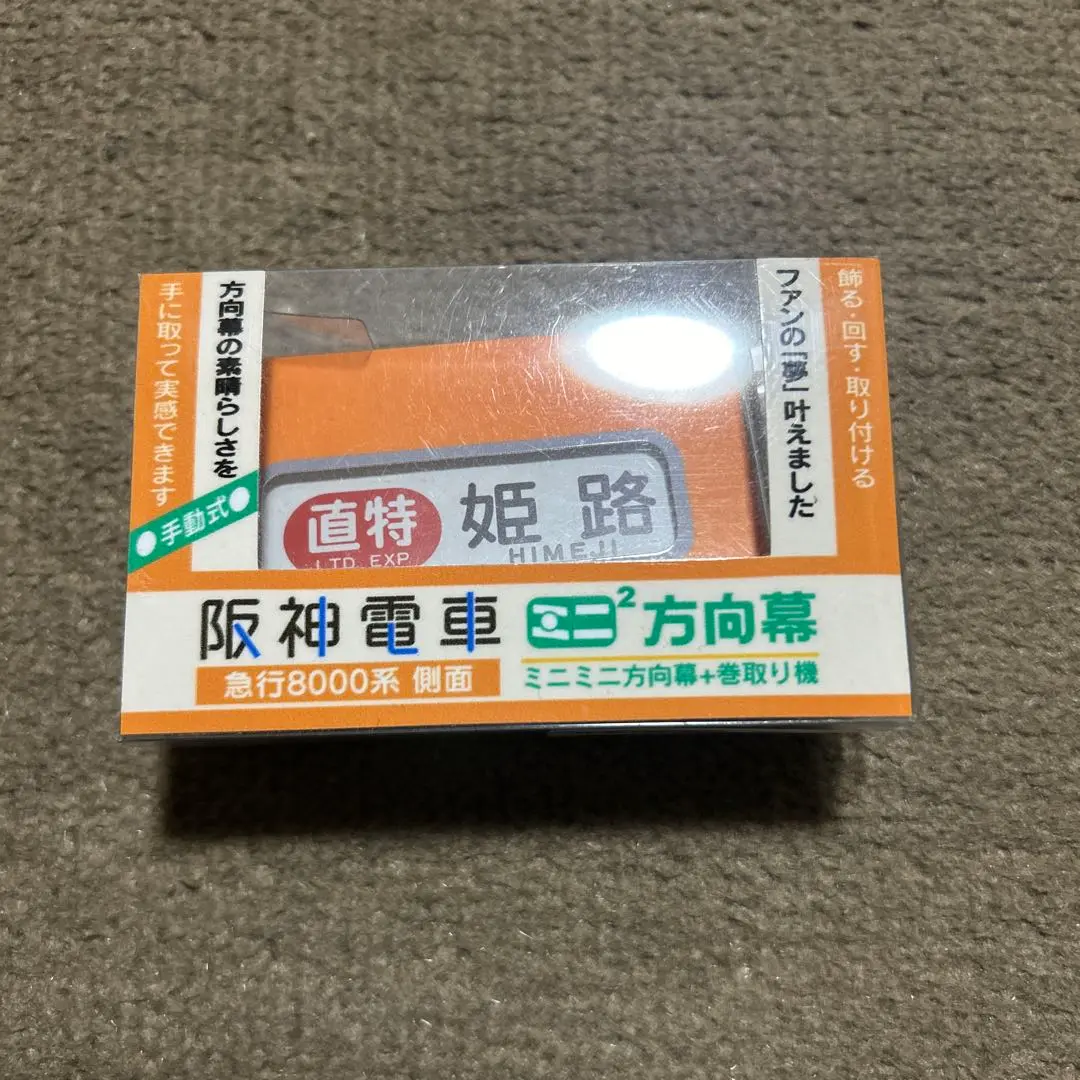 飾る・回す・取り付ける
ファンの「夢」叶えました
方向幕の素晴らしさを
手に取って実感できます
●手動式●
直特
LTD. EXP
姫路
HIMEJI
阪神電車
ミニ²方向幕
急行8000系 側面
ミニミニ方向幕+巻取り機